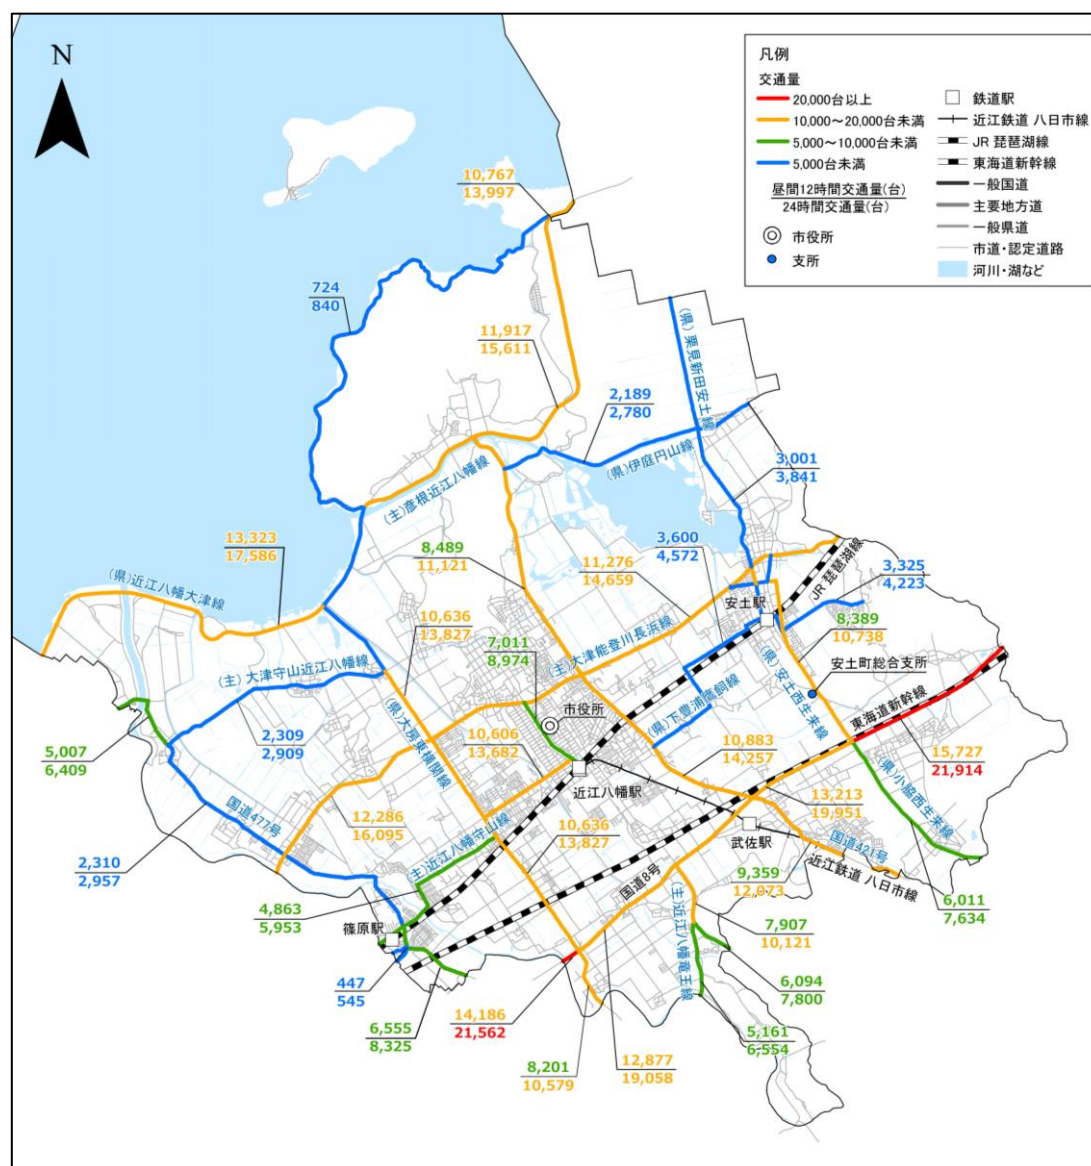 N
凡例
交通量
20,000台以上
10,000～20,000台未満
5,000～10,000台未満
5,000台未満
昼間12時間交通量(台)
24時間交通量(台)
市役所
支所
鉄道駅
近江鉄道 八日市線
JR 琵琶湖線
東海道新幹線
一般国道
主要地方道
一般県道
市道・認定道路
河川・湖など
10,767
13,997
724
840
11,917
15,611
2,189
2,780
(県)栗見新田安土線
(県)伊庭円山線
3,001
3,841
(主)彦根近江八幡線
13,323
17,586
8,489
11,121
11,276
14,659
3,600
4,572
JR 琵琶湖線
3,325
4,223
(県)近江八幡大津線
安土駅
10,636
13,827
7,011
8,974
(主)大津能登川長浜線
8,389
10,738
(主)大津守山近江八幡線
(県)安土西生来線
安土町総合支所
(県)下豊浦鷹飼線
東海道新幹線
市役所
(県)大房東横関線
2,309
2,909
10,606
13,682
10,883
14,257
15,727
21,914
5,007
6,409
近江八幡駅
(県)小脇西生来線
13,213
19,951
国道477号
12,286
16,095
10,636
13,827
武佐駅
国道421号
主)近江八幡守山線
国道8号
近江鉄道 八日市線
2,310
2,957
9,359
12,073
6,011
7,634
4,863
5,953
篠原駅
(主)近江八幡竜王線
7,907
10,121
447
545
6,094
7,800
14,186
21,562
6,555
8,325
5,161
6,554
8,201
10,579
12,877
19,058